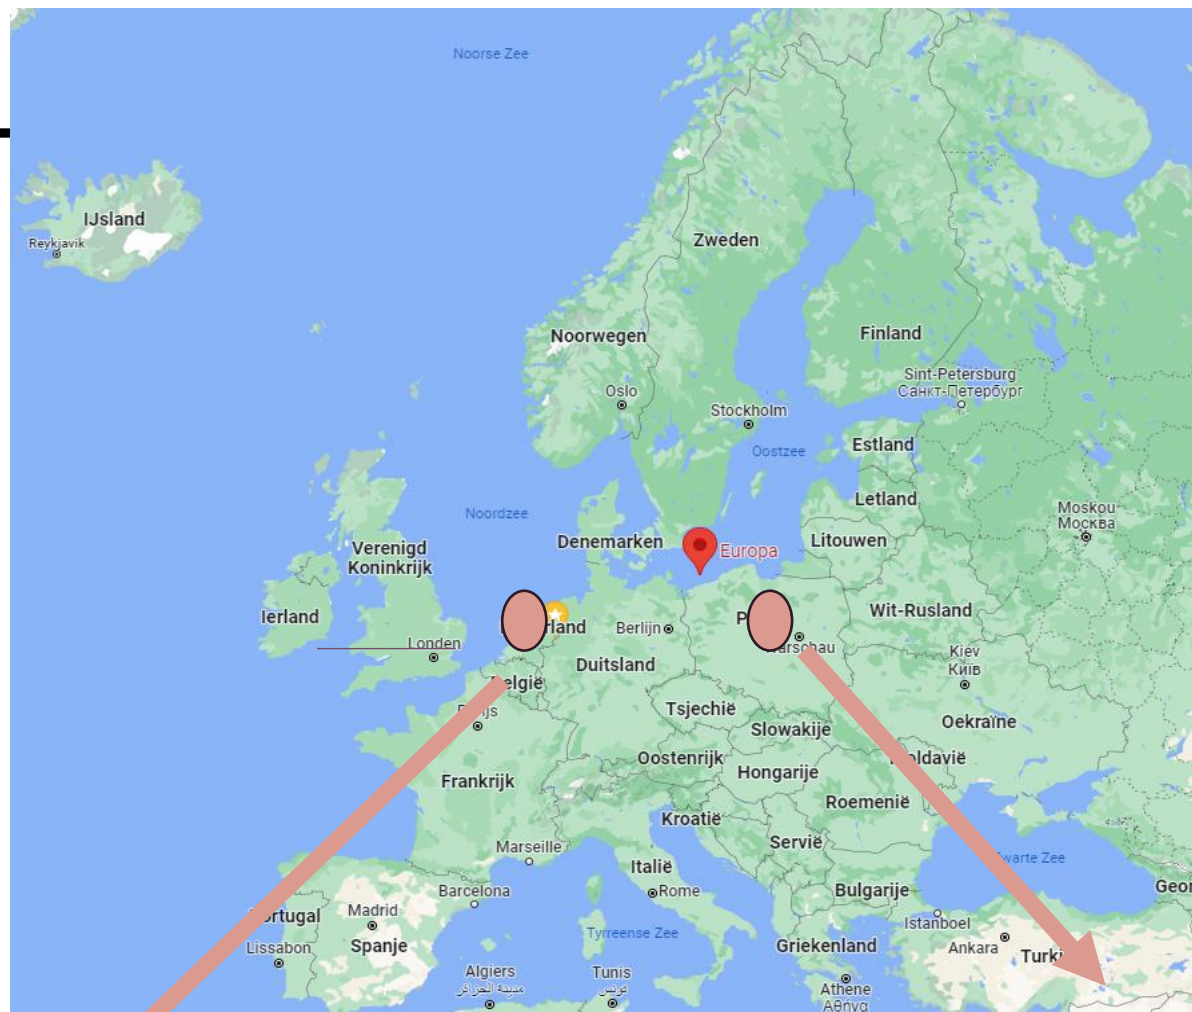 Noorse Zee
IJsland
Reykjavik
Zweden
Noorwegen
Finland
Sint-Petersburg
Санкт-Петербург
Oslo
Stockholm
Oostzee
Estland
Letland
Noordzee
Moskou
Москва
Denemarken
Europa
Litouwen
Verenigd
Koninkrijk
Wit-Rusland
Ierland
Berlijn
Londen
Kiev
Київ
Duitsland
Tsjechië
Oekraïne
Slowakije
Oostenrijk
Hongarije
Frankrijk
Roemenië
Kroatië
Servië
Marseille
Italië
Rome
Barcelona
Bulgarije
Madrid
Istanboel
Lissabon
Spanje
Tyrreense Zee
Griekenland
Ankara
Algiers
مدينة الجزائر
Tunis
تونس
Athene
Αθήνα